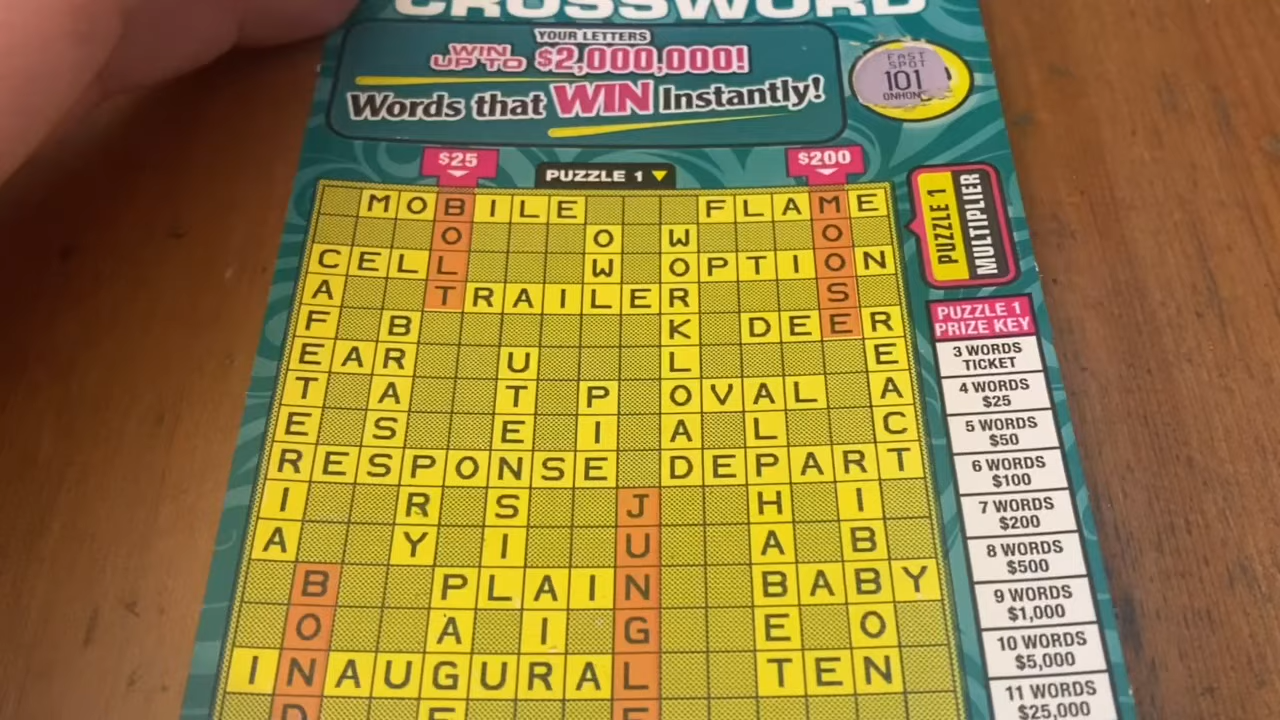 CROSSWORD
YOUR LETTERS
WIN UP TO $2,000,000!
Words that WIN Instantly!
FAST
SPOT
101
$25
PUZZLE 1
$200
PUZZLE 1
MULTIPLIER
MOBILE FLAME
O O W O
CELL W OPTION
A TRAILER S
F B K DEER
EAR U L E
T A T P OVAL A
E S E I A L C
RESPONSE DEPART
I R S J H I
A Y I U A B
B PLAIN BABY
O A I G E O
INAUGURAL TEN
D E E
PUZZLE 1
PRIZE KEY
3 WORDS
TICKET
4 WORDS
$25
5 WORDS
$50
6 WORDS
$100
7 WORDS
$200
8 WORDS
$500
9 WORDS
$1,000
10 WORDS
$5,000
11 WORDS
$25,000